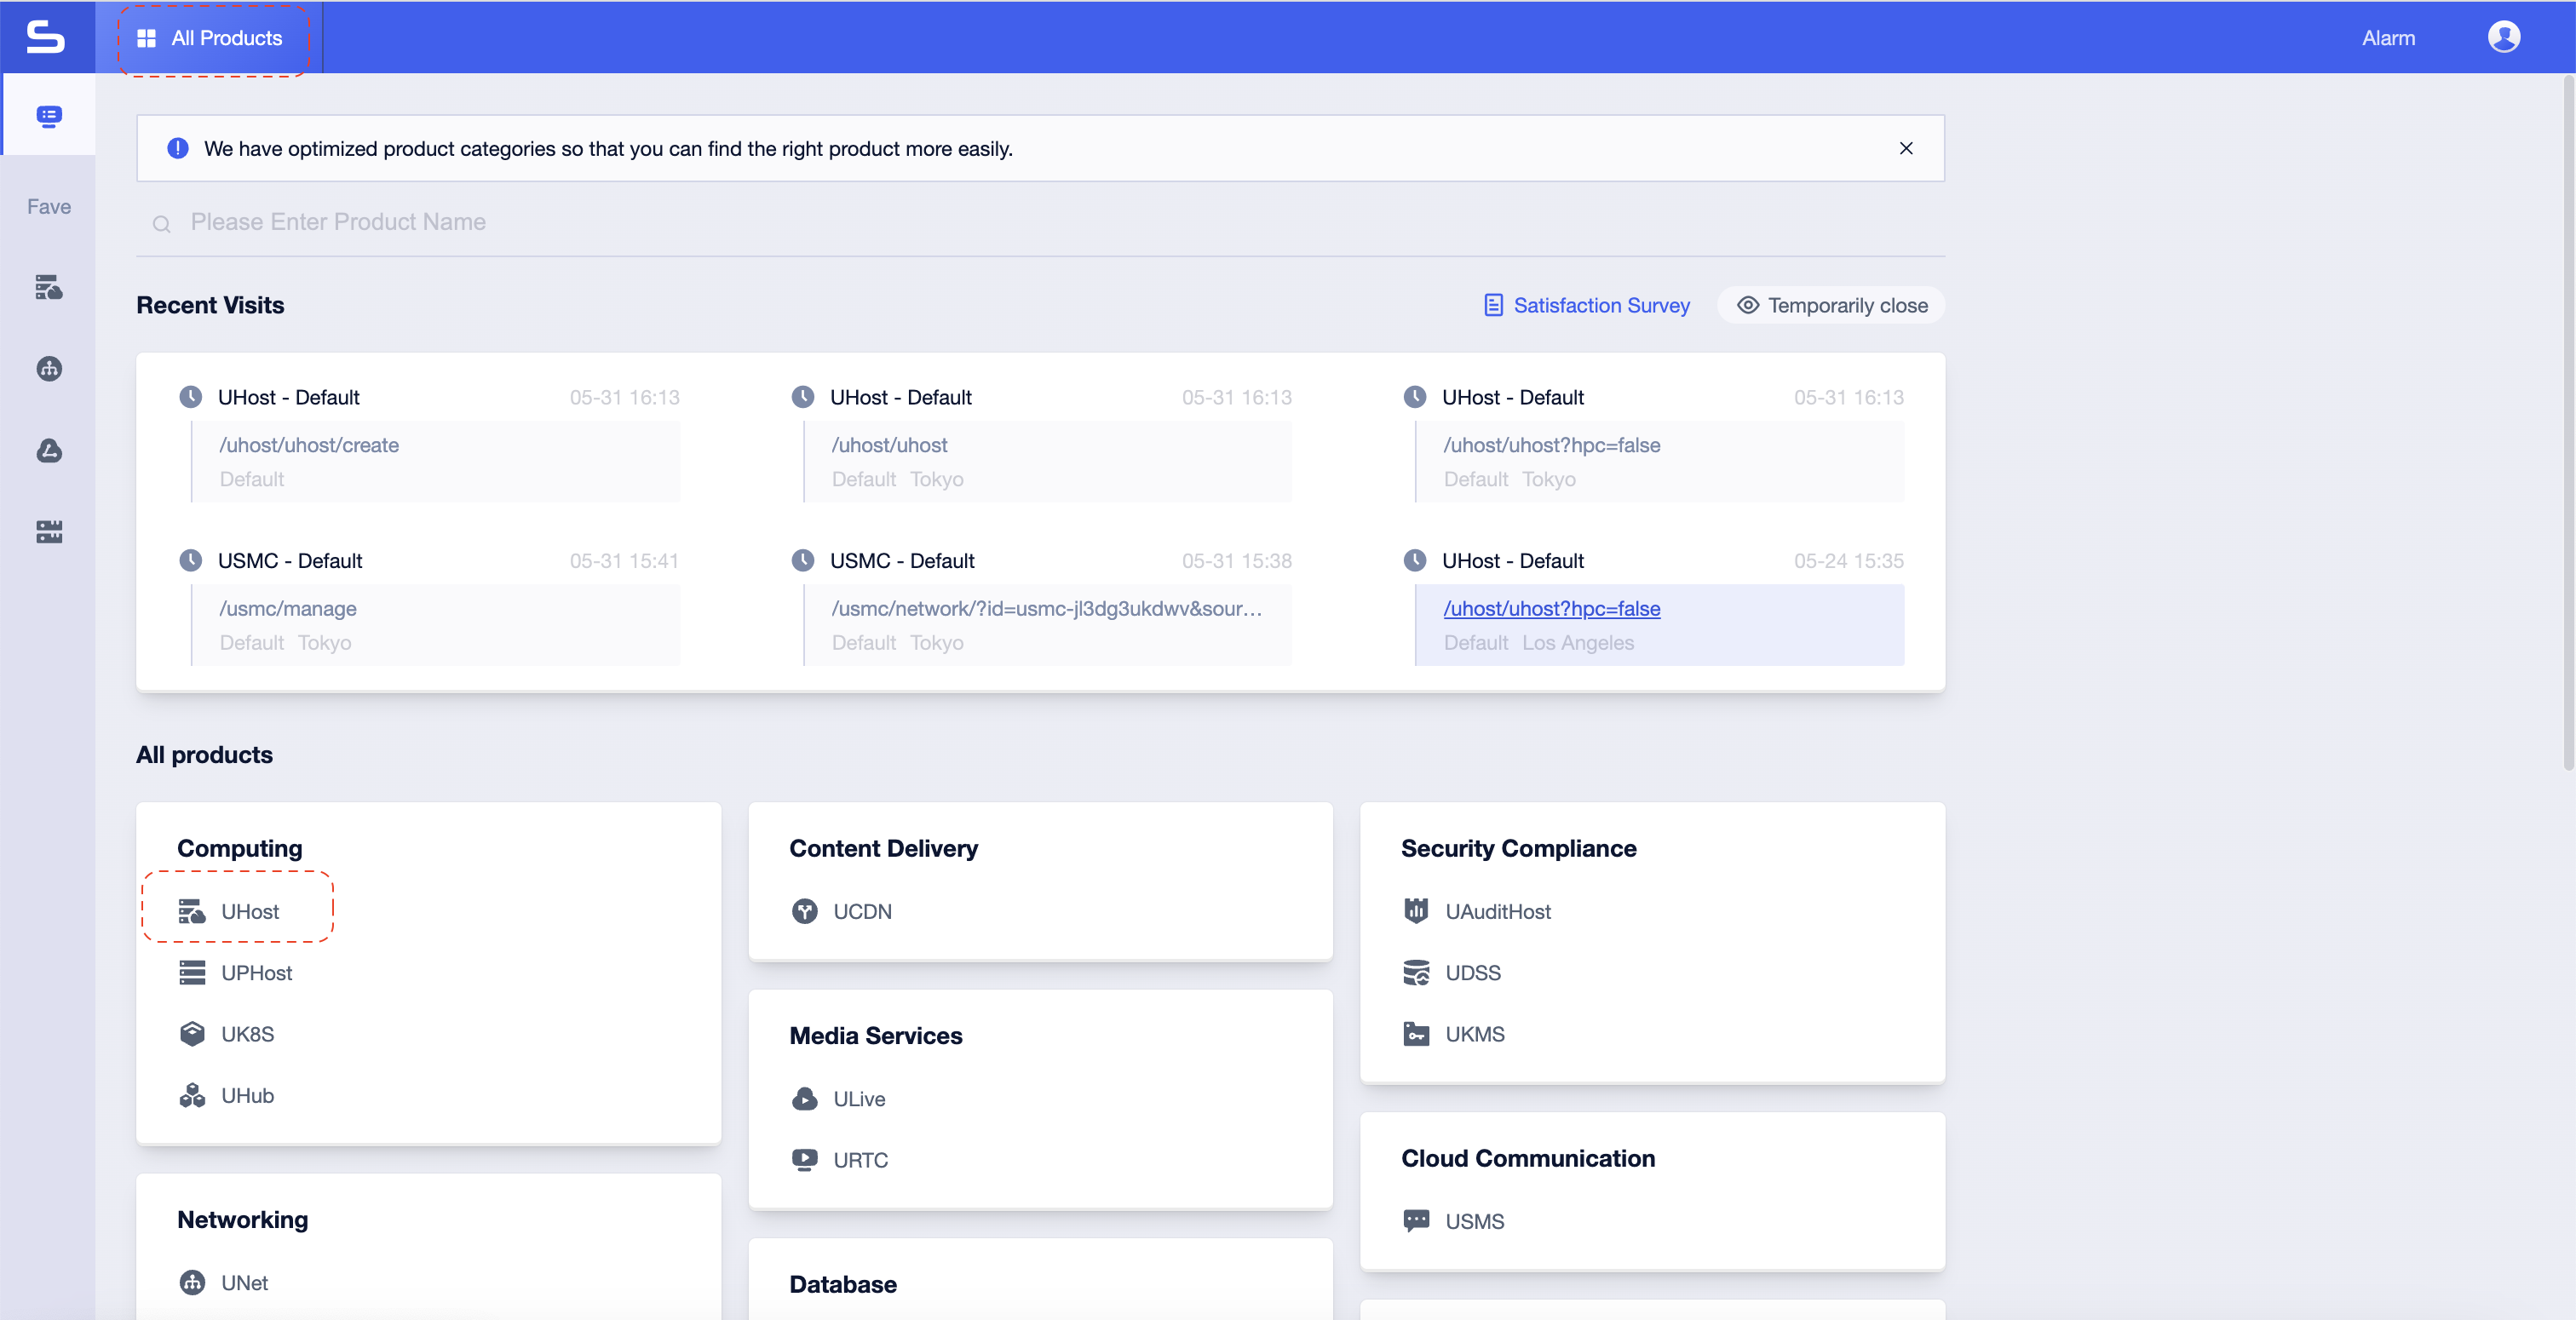 All Products
Alarm
We have optimized product categories so that you can find the right product more easily.
Fave
Please Enter Product Name
Recent Visits
Satisfaction Survey
Temporarily close
UHost - Default 05-31 16:13
/uhost/uhost/create
Default
UHost - Default 05-31 16:13
/uhost/uhost
Default Tokyo
UHost - Default 05-31 16:13
/uhost/uhost?hpc=false
Default Tokyo
USMC - Default 05-31 15:41
/usmc/manage
Default Tokyo
USMC - Default 05-31 15:38
/usmc/network/?id=usmc-jl3dg3ukdwv&sour...
Default Tokyo
UHost - Default 05-24 15:35
/uhost/uhost?hpc=false
Default Los Angeles
All products
Computing
UHost
UPHost
UK8S
UHub
Networking
UNet
Content Delivery
UCDN
Media Services
ULive
URTC
Database
Security Compliance
UAuditHost
UDSS
UKMS
Cloud Communication
USMS